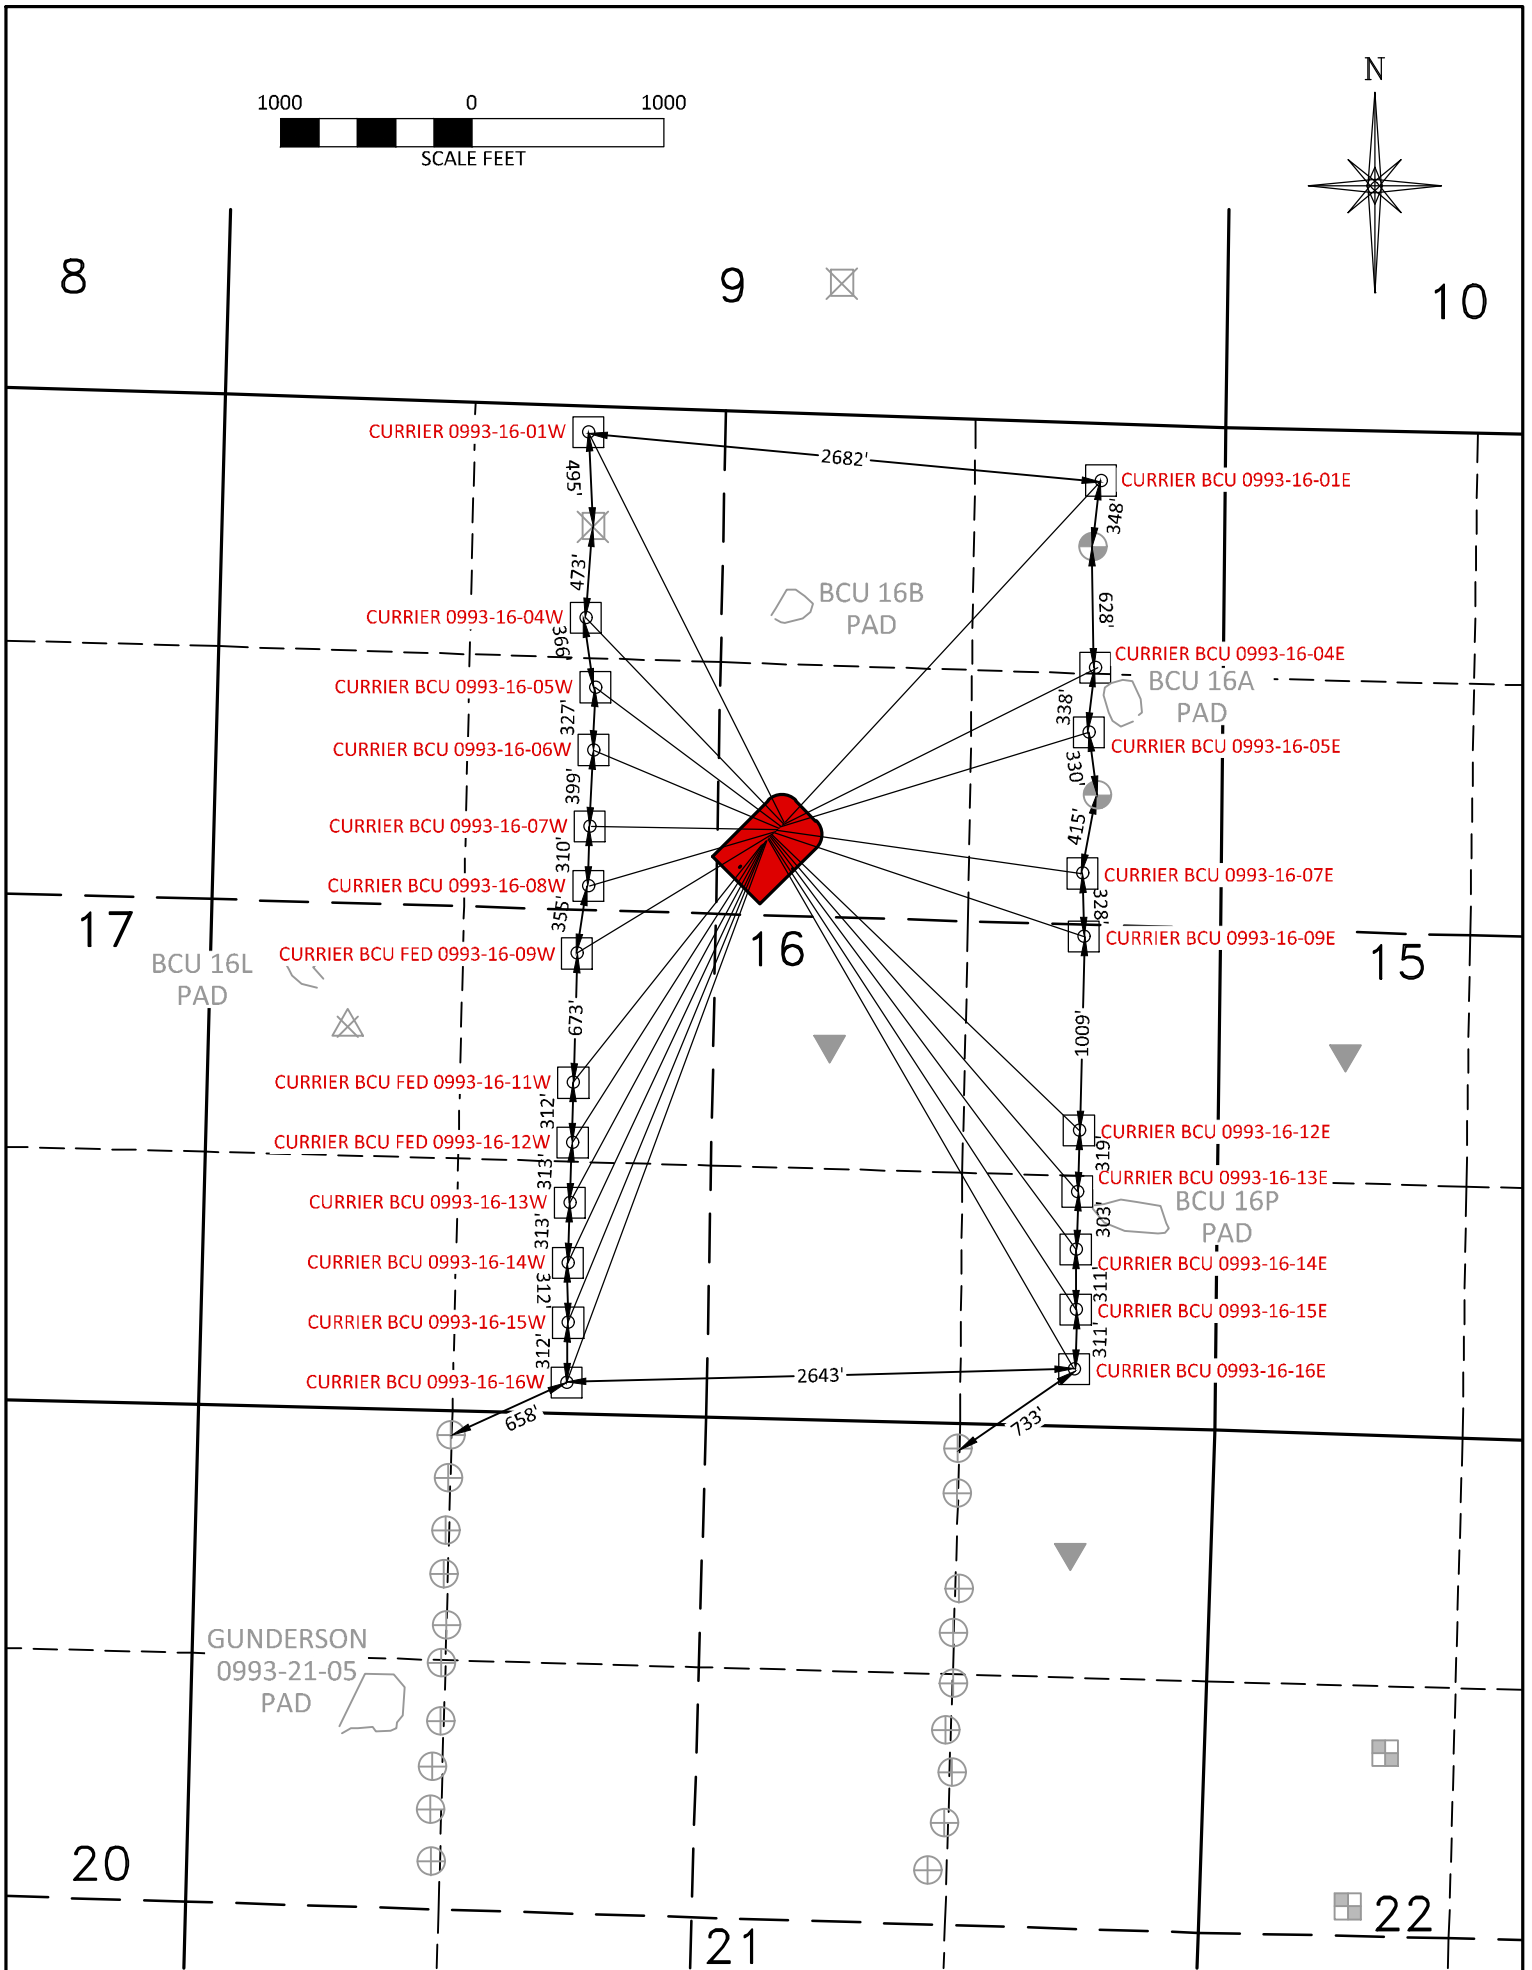 N
1000 0 1000
SCALE FEET
8
9
10
CURRIER 0993-16-01W
2682'
CURRIER BCU 0993-16-01E
495'
348'
473'
BCU 16B
PAD
628'
CURRIER 0993-16-04W
366'
CURRIER BCU 0993-16-04E
BCU 16A
PAD
CURRIER BCU 0993-16-05W
338'
327'
CURRIER BCU 0993-16-06W
CURRIER BCU 0993-16-05E
330'
399'
CURRIER BCU 0993-16-07W
415'
310'
CURRIER BCU 0993-16-08W
CURRIER BCU 0993-16-07E
355'
328'
17
16
15
CURRIER BCU 0993-16-09E
CURRIER BCU FED 0993-16-09W
BCU 16L
PAD
673'
1009'
CURRIER BCU FED 0993-16-11W
312'
CURRIER BCU FED 0993-16-12W
CURRIER BCU 0993-16-12E
319'
313'
CURRIER BCU 0993-16-13E
CURRIER BCU 0993-16-13W
BCU 16P
PAD
303'
313'
CURRIER BCU 0993-16-14W
CURRIER BCU 0993-16-14E
312'
311'
CURRIER BCU 0993-16-15W
CURRIER BCU 0993-16-15E
312'
311'
CURRIER BCU 0993-16-16W
2643'
CURRIER BCU 0993-16-16E
658'
733'
GUNDERSON
0993-21-05
PAD
20
21
22